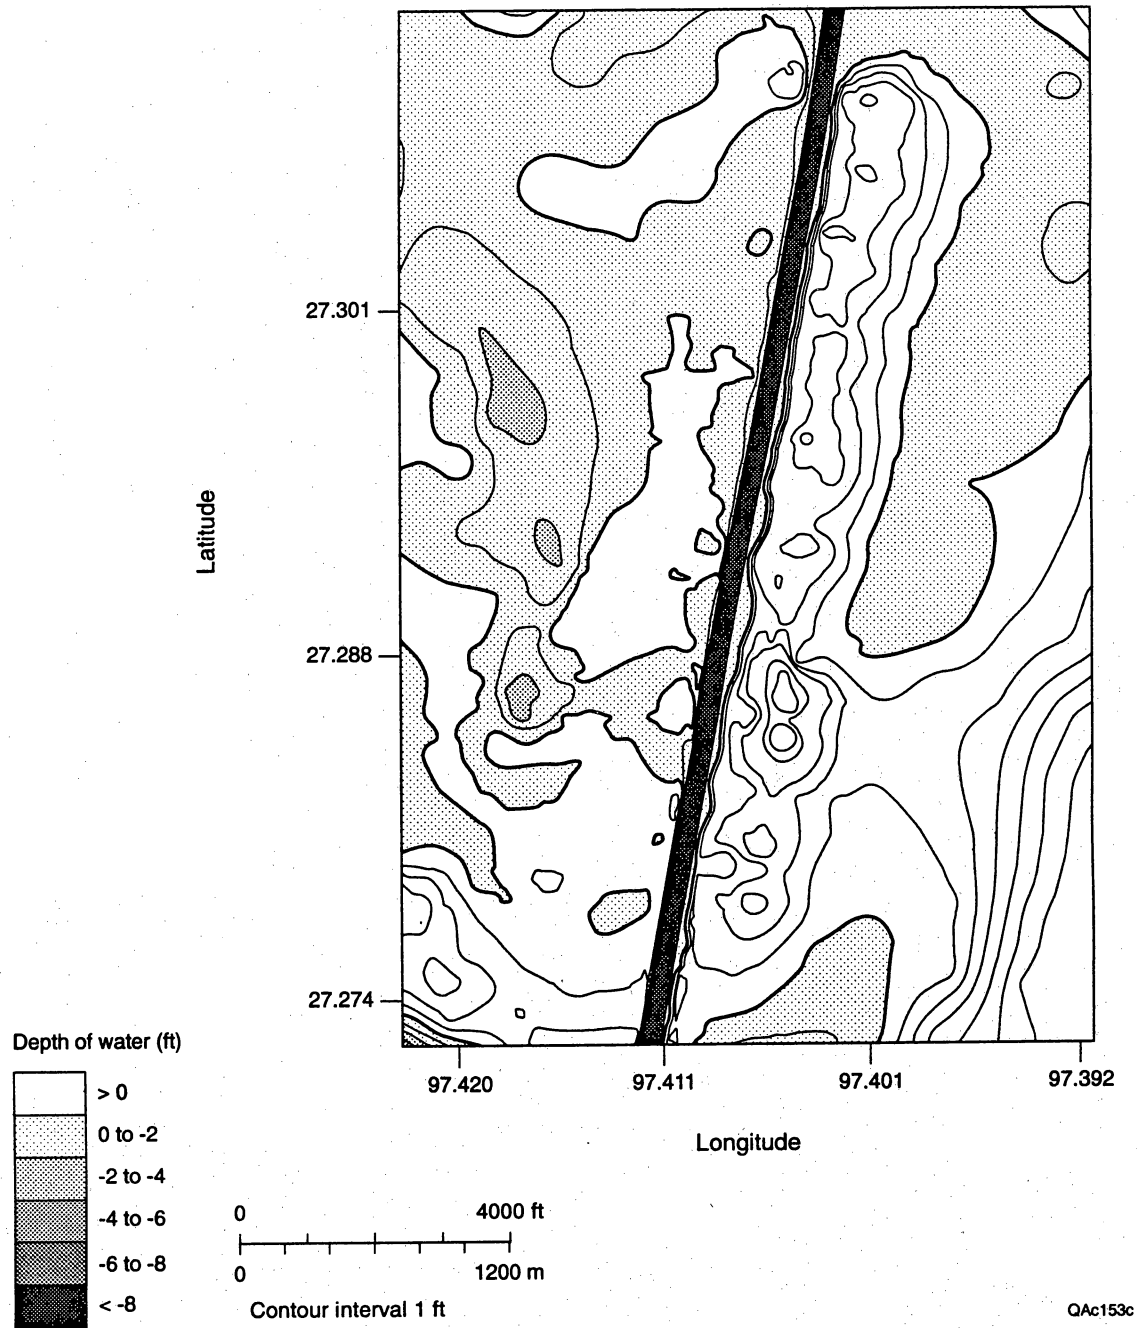 27.301
Latitude
27.288
27.274
97.420
97.411
97.401
97.392
Longitude
Depth of water (ft)
> 0
0 to -2
-2 to -4
-4 to -6
-6 to -8
< -8
0
4000 ft
0
1200 m
Contour interval 1 ft
QAc153c